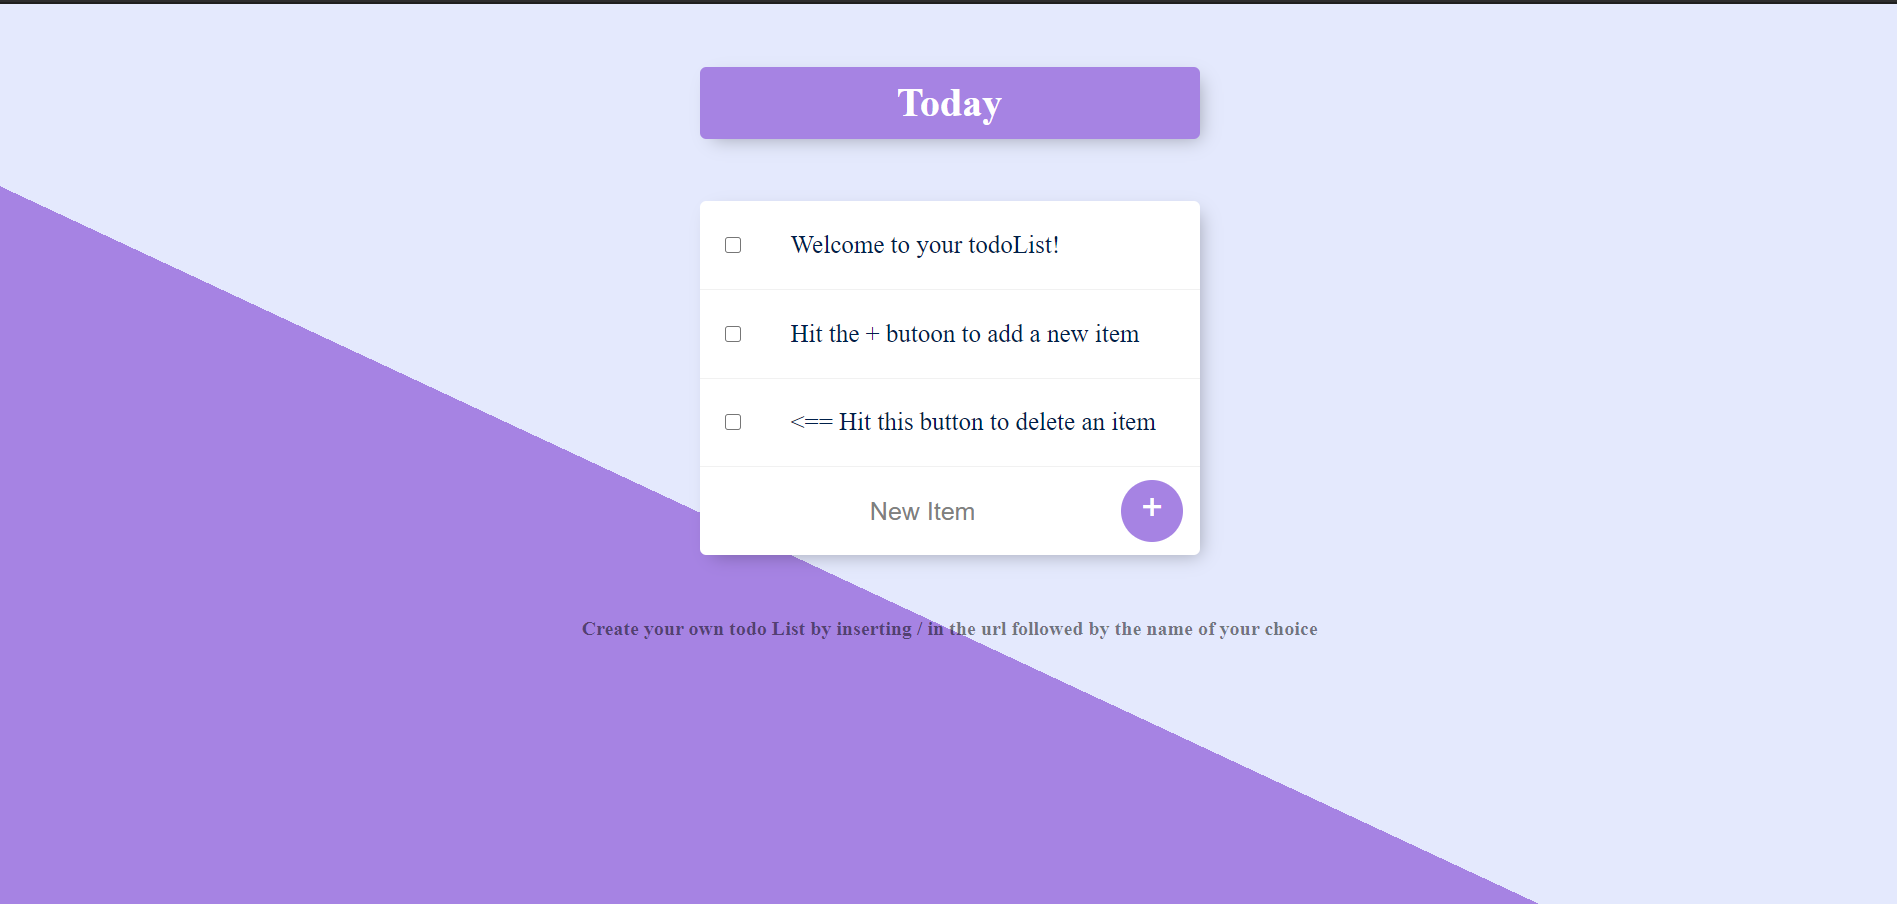 Today
Welcome to your todoList!
Hit the + butoon to add a new item
<== Hit this button to delete an item
New Item
+
Create your own todo List by inserting / in the url followed by the name of your choice